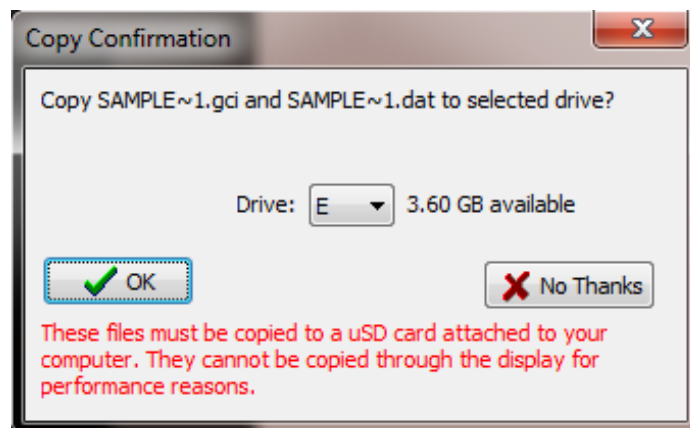 Copy Confirmation
Copy SAMPLE~1.gci and SAMPLE~1.dat to selected drive?
Drive: E 3.60 GB available
OK No Thanks
These files must be copied to a uSD card attached to your
computer. They cannot be copied through the display for
performance reasons.